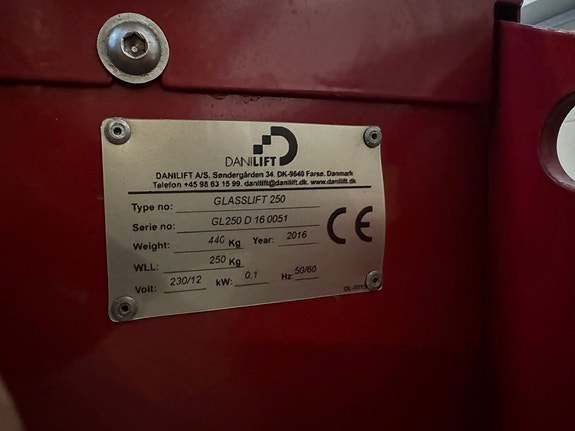 DANILIFT
DANILIFT A/S. Søndergården 34. DK-9640 Farsø. Danmark
Telefon +45 98 63 15 99. danilift@danilift.dk. www.danilift.dk
Type no: GLASSLIFT 250
Serie no: GL250 D 16 0051
Weight: 440 Kg Year: 2016
WLL: 250 Kg
Volt: 230/12 kW: 0.1 Hz: 50/60
CE